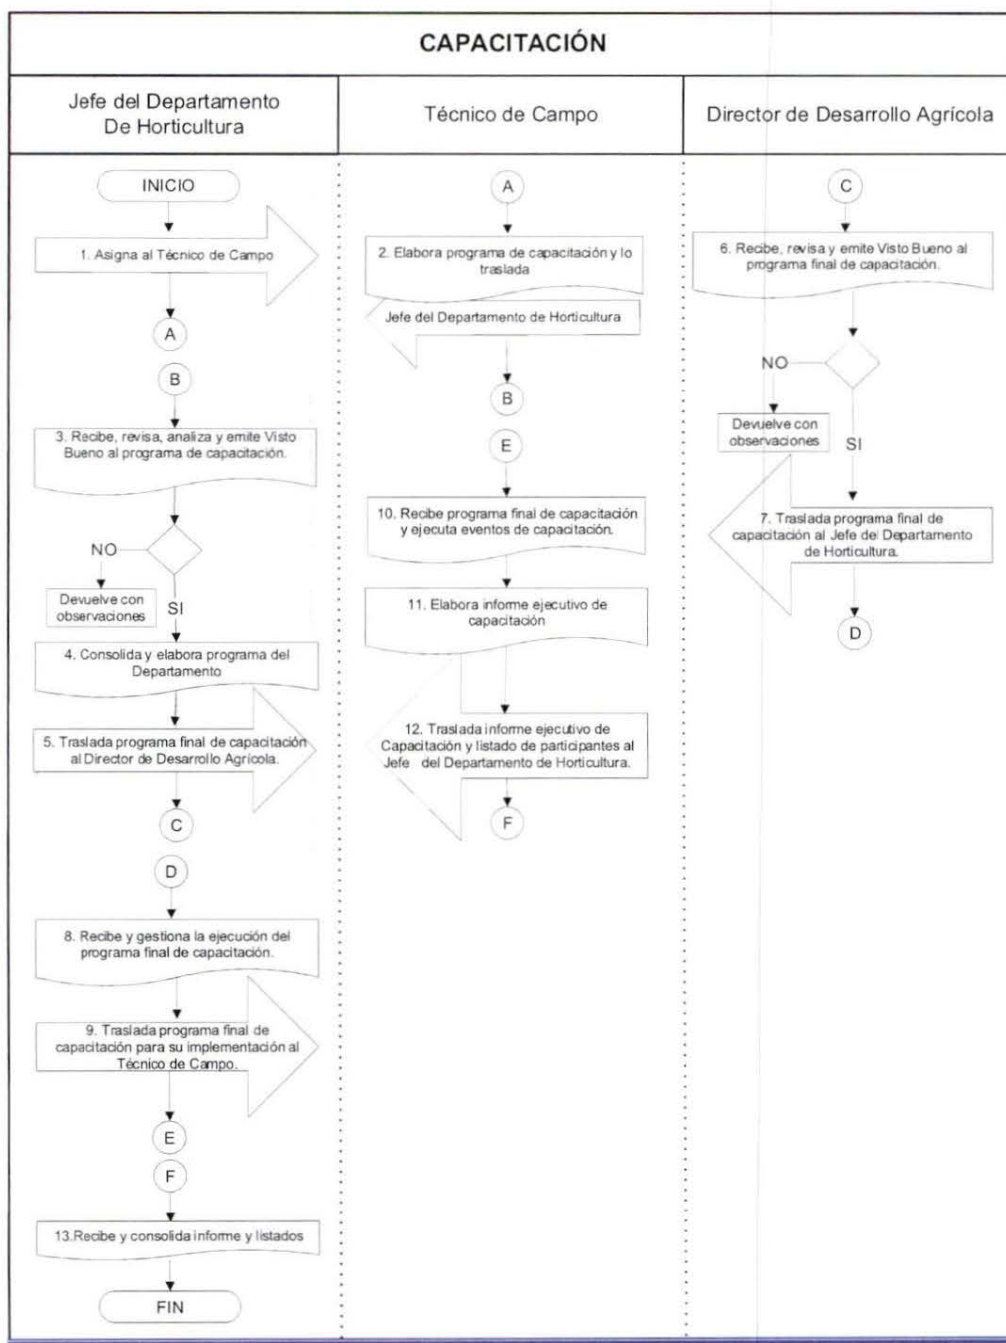 CAPACITACIÓN
Jefe del Departamento
De Horticultura
Técnico de Campo
Director de Desarrollo Agrícola
INICIO
1. Asigna al Técnico de Campo
A
B
3. Recibe, revisa, analiza y emite Visto
Bueno al programa de capacitación.
NO
Devuelve con
observaciones
SI
4. Consolida y elabora programa del
Departamento
5. Traslada programa final de capacitación
al Director de Desarrollo Agrícola.
C
D
8. Recibe y gestiona la ejecución del
programa final de capacitación.
9. Traslada programa final de
capacitación para su implementación al
Técnico de Campo.
E
F
13.Recibe y consolida informe y listados
FIN
A
2. Elabora programa de capacitación y lo
traslada
Jefe del Departamento de Horticultura
B
E
10. Recibe programa final de capacitación
y ejecuta eventos de capacitación.
11. Elabora informe ejecutivo de
capacitación
12. Traslada informe ejecutivo de
Capacitación y listado de participantes al
Jefe del Departamento de Horticultura.
F
C
6. Recibe, revisa y emite Visto Bueno al
programa final de capacitación.
NO
Devuelve con
observaciones
SI
7. Traslada programa final de
capacitación al Jefe del Departamento
de Horticultura.
D